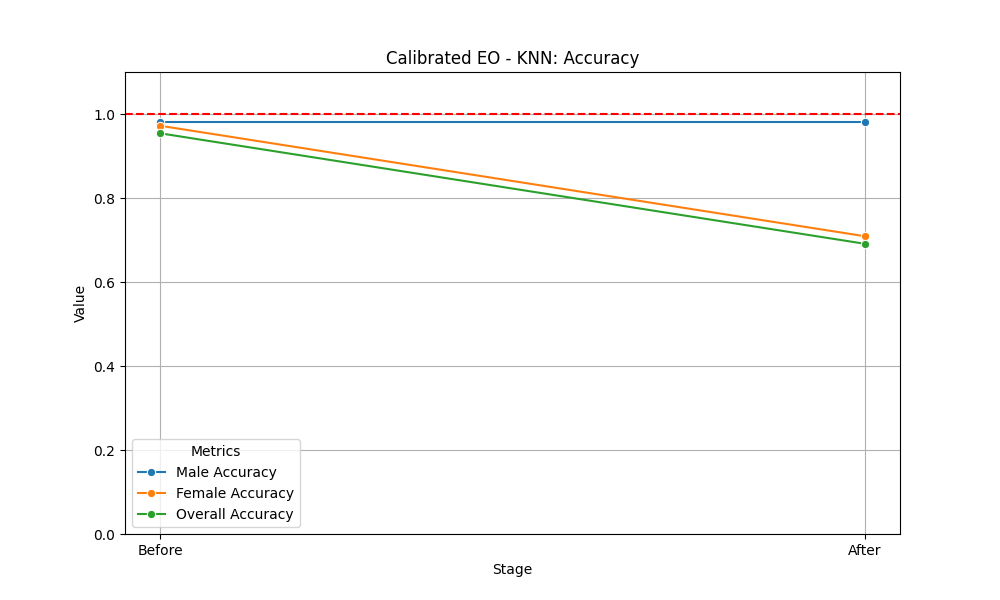 Calibrated EO - KNN: Accuracy
1.0
0.8
0.6
0.4
0.2
0.0
Value
Metrics
Male Accuracy
Female Accuracy
Overall Accuracy
Before
After
Stage